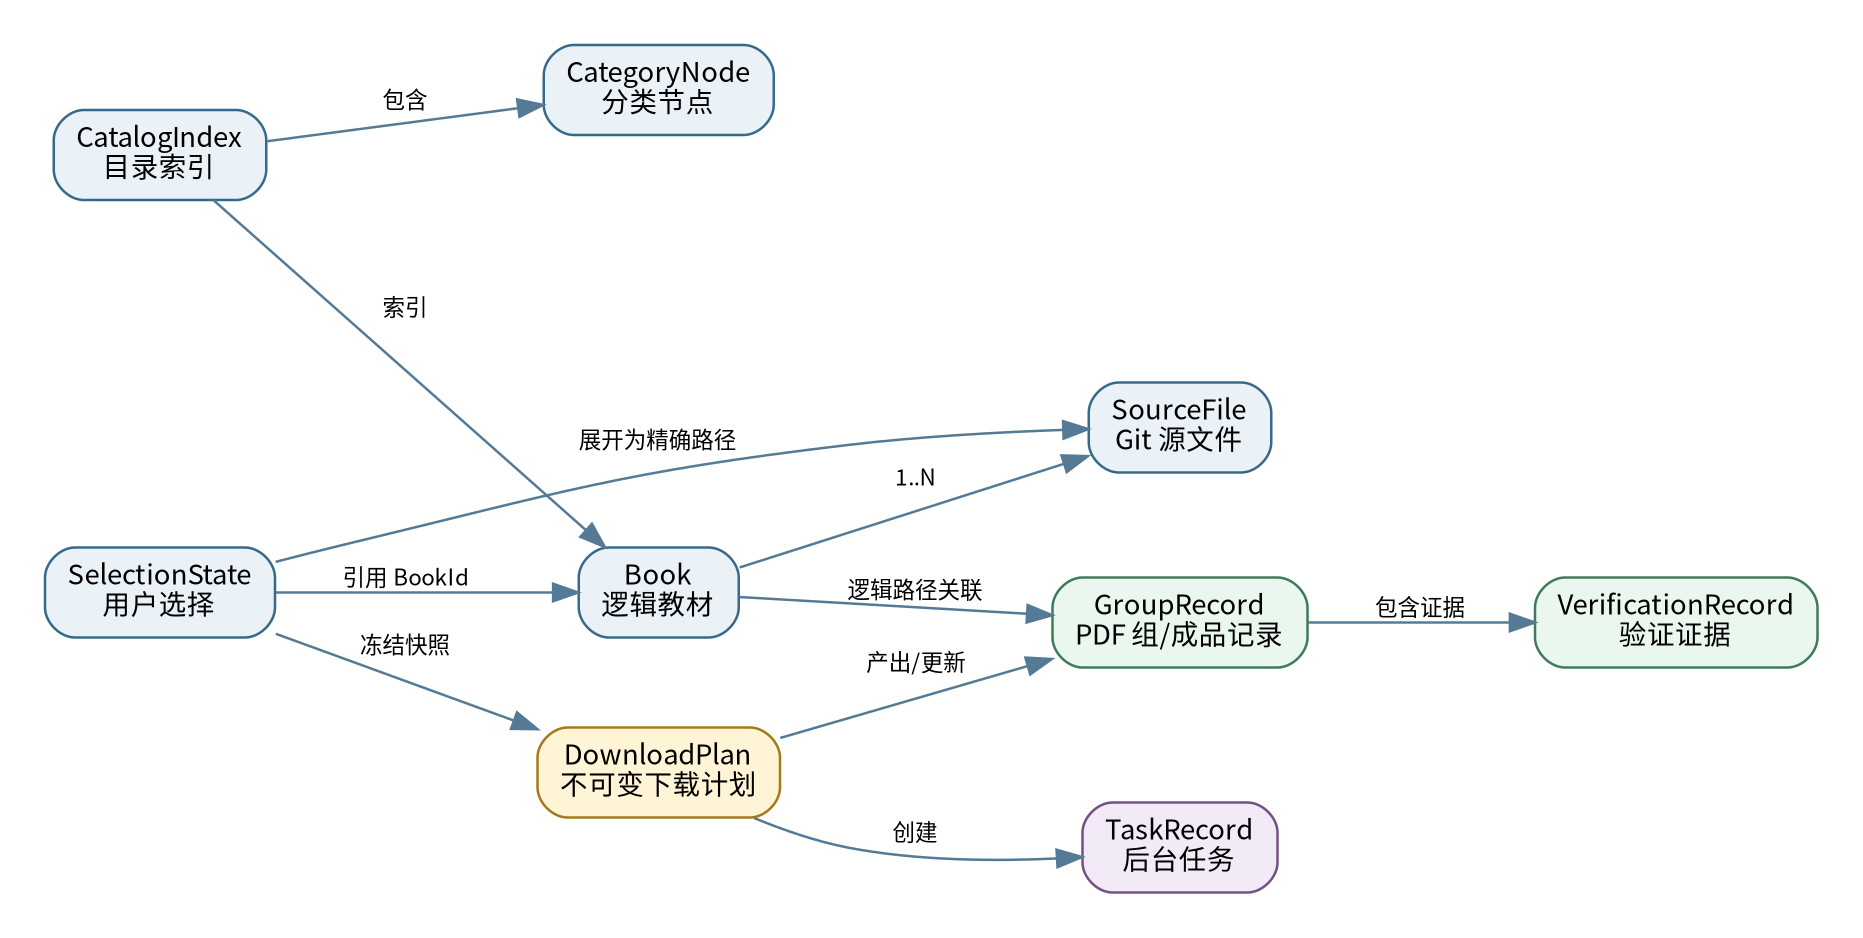 CategoryNode
分类节点
包含
CatalogIndex
目录索引
索引
SourceFile
Git 源文件
展开为精确路径
1..N
SelectionState
用户选择
引用 BookId
Book
逻辑教材
逻辑路径关联
GroupRecord
PDF 组/成品记录
包含证据
VerificationRecord
验证证据
冻结快照
产出/更新
DownloadPlan
不可变下载计划
创建
TaskRecord
后台任务